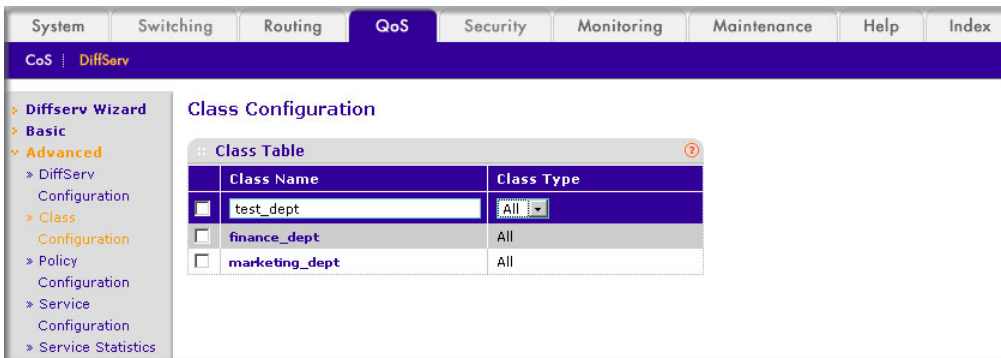 System Switching Routing QoS Security Monitoring Maintenance Help Index
CoS DiffServ
Diffserv Wizard
Basic
Advanced
» DiffServ
Configuration
» Class
Configuration
» Policy
Configuration
» Service
Configuration
» Service Statistics
Class Configuration
Class Table ?
Class Name Class Type
test_dept All
finance_dept All
marketing_dept All